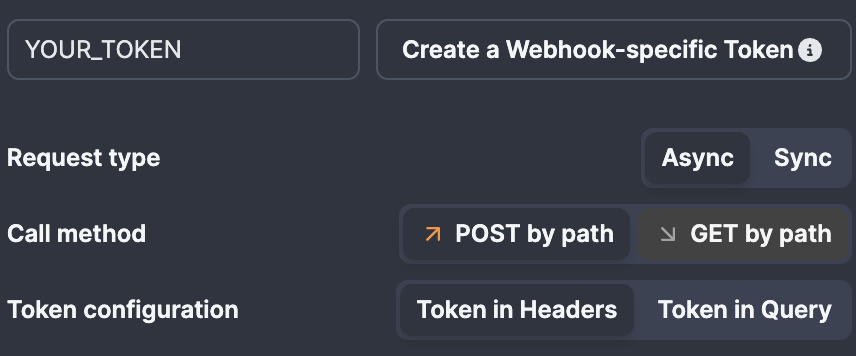 YOUR_TOKEN Create a Webhook-specific Token
Request type Async Sync
Call method POST by path GET by path
Token configuration Token in Headers Token in Query